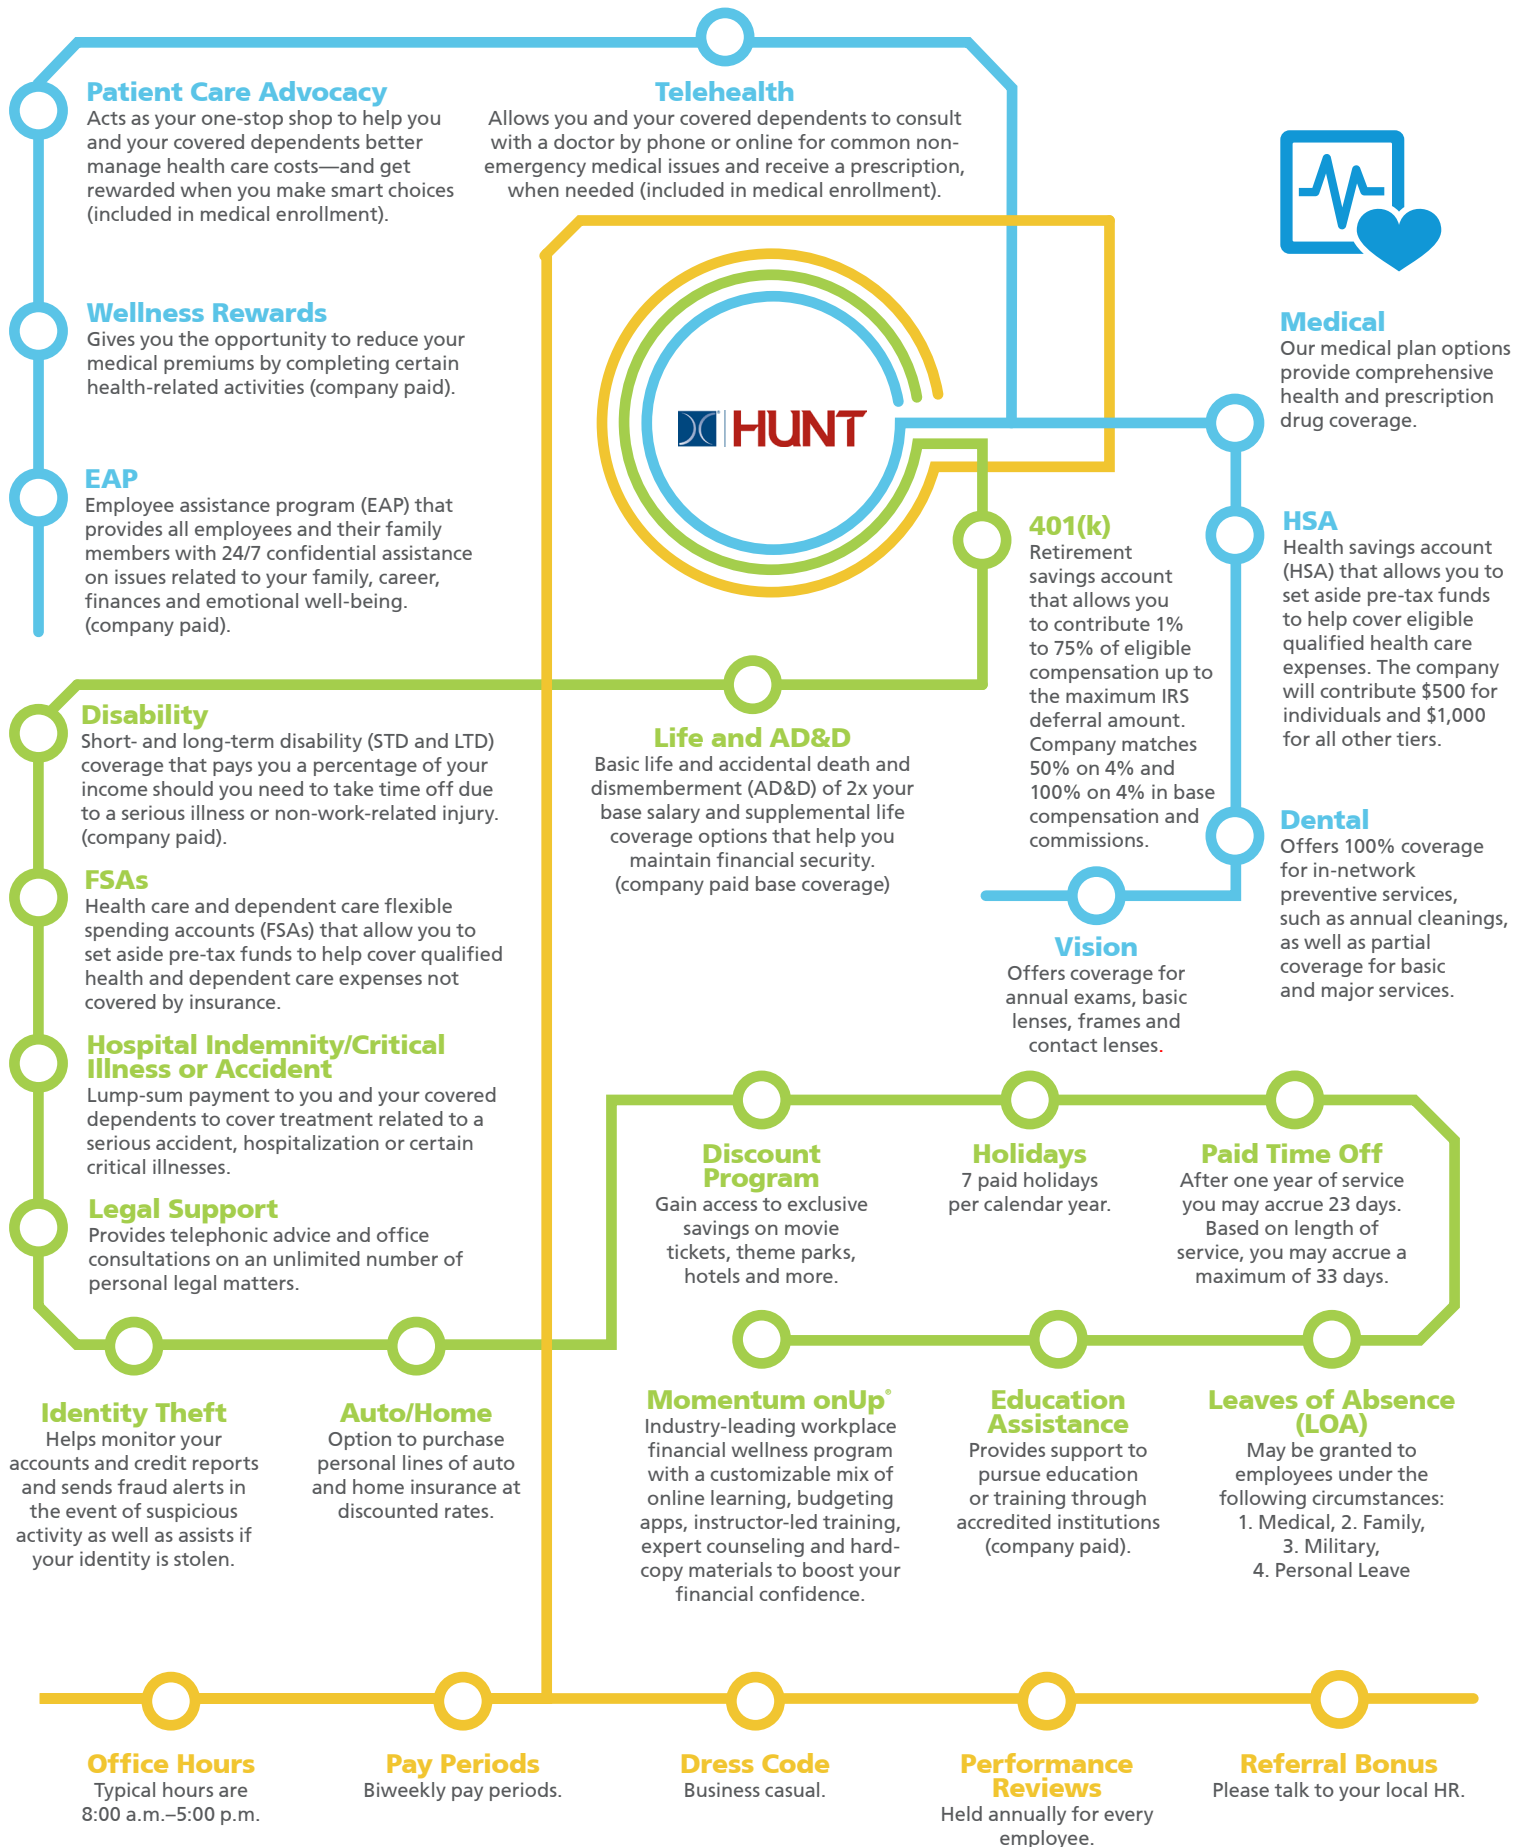 Patient Care Advocacy
Acts as your one-stop shop to help you
and your covered dependents better
manage health care costs—and get
rewarded when you make smart choices
(included in medical enrollment).
Telehealth
Allows you and your covered dependents to consult
with a doctor by phone or online for common non-
emergency medical issues and receive a prescription,
when needed (included in medical enrollment).
Wellness Rewards
Gives you the opportunity to reduce your
medical premiums by completing certain
health-related activities (company paid).
EAP
Employee assistance program (EAP) that
provides all employees and their family
members with 24/7 confidential assistance
on issues related to your family, career,
finances and emotional well-being.
(company paid).
HUNT
Medical
Our medical plan options
provide comprehensive
health and prescription
drug coverage.
HSA
Health savings account
(HSA) that allows you to
set aside pre-tax funds
to help cover eligible
qualified health care
expenses. The company
will contribute $500 for
individuals and $1,000
for all other tiers.
401(k)
Retirement
savings account
that allows you
to contribute 1%
to 75% of eligible
compensation up to
the maximum IRS
deferral amount.
Company matches
50% on 4% and
100% on 4% in base
compensation and
commissions.
Dental
Offers 100% coverage
for in-network
preventive services,
such as annual cleanings,
as well as partial
coverage for basic
and major services.
Vision
Offers coverage for
annual exams, basic
lenses, frames and
contact lenses.
Life and AD&D
Basic life and accidental death and
dismemberment (AD&D) of 2x your
base salary and supplemental life
coverage options that help you
maintain financial security.
(company paid base coverage)
Disability
Short- and long-term disability (STD and LTD)
coverage that pays you a percentage of your
income should you need to take time off due
to a serious illness or non-work-related injury.
(company paid).
FSAs
Health care and dependent care flexible
spending accounts (FSAs) that allow you to
set aside pre-tax funds to help cover qualified
health and dependent care expenses not
covered by insurance.
Hospital Indemnity/Critical
Illness or Accident
Lump-sum payment to you and your covered
dependents to cover treatment related to a
serious accident, hospitalization or certain
critical illnesses.
Legal Support
Provides telephonic advice and office
consultations on an unlimited number of
personal legal matters.
Identity Theft
Helps monitor your
accounts and credit reports
and sends fraud alerts in
the event of suspicious
activity as well as assists if
your identity is stolen.
Auto/Home
Option to purchase
personal lines of auto
and home insurance at
discounted rates.
Discount
Program
Gain access to exclusive
savings on movie
tickets, theme parks,
hotels and more.
Holidays
7 paid holidays
per calendar year.
Paid Time Off
After one year of service
you may accrue 23 days.
Based on length of
service, you may accrue a
maximum of 33 days.
Momentum onUp®
Industry-leading workplace
financial wellness program
with a customizable mix of
online learning, budgeting
apps, instructor-led training,
expert counseling and hard-
copy materials to boost your
financial confidence.
Education
Assistance
Provides support to
pursue education
or training through
accredited institutions
(company paid).
Leaves of Absence
(LOA)
May be granted to
employees under the
following circumstances:
1. Medical, 2. Family,
3. Military,
4. Personal Leave
Office Hours
Typical hours are
8:00 a.m.–5:00 p.m.
Pay Periods
Biweekly pay periods.
Dress Code
Business casual.
Performance
Reviews
Held annually for every
employee.
Referral Bonus
Please talk to your local HR.